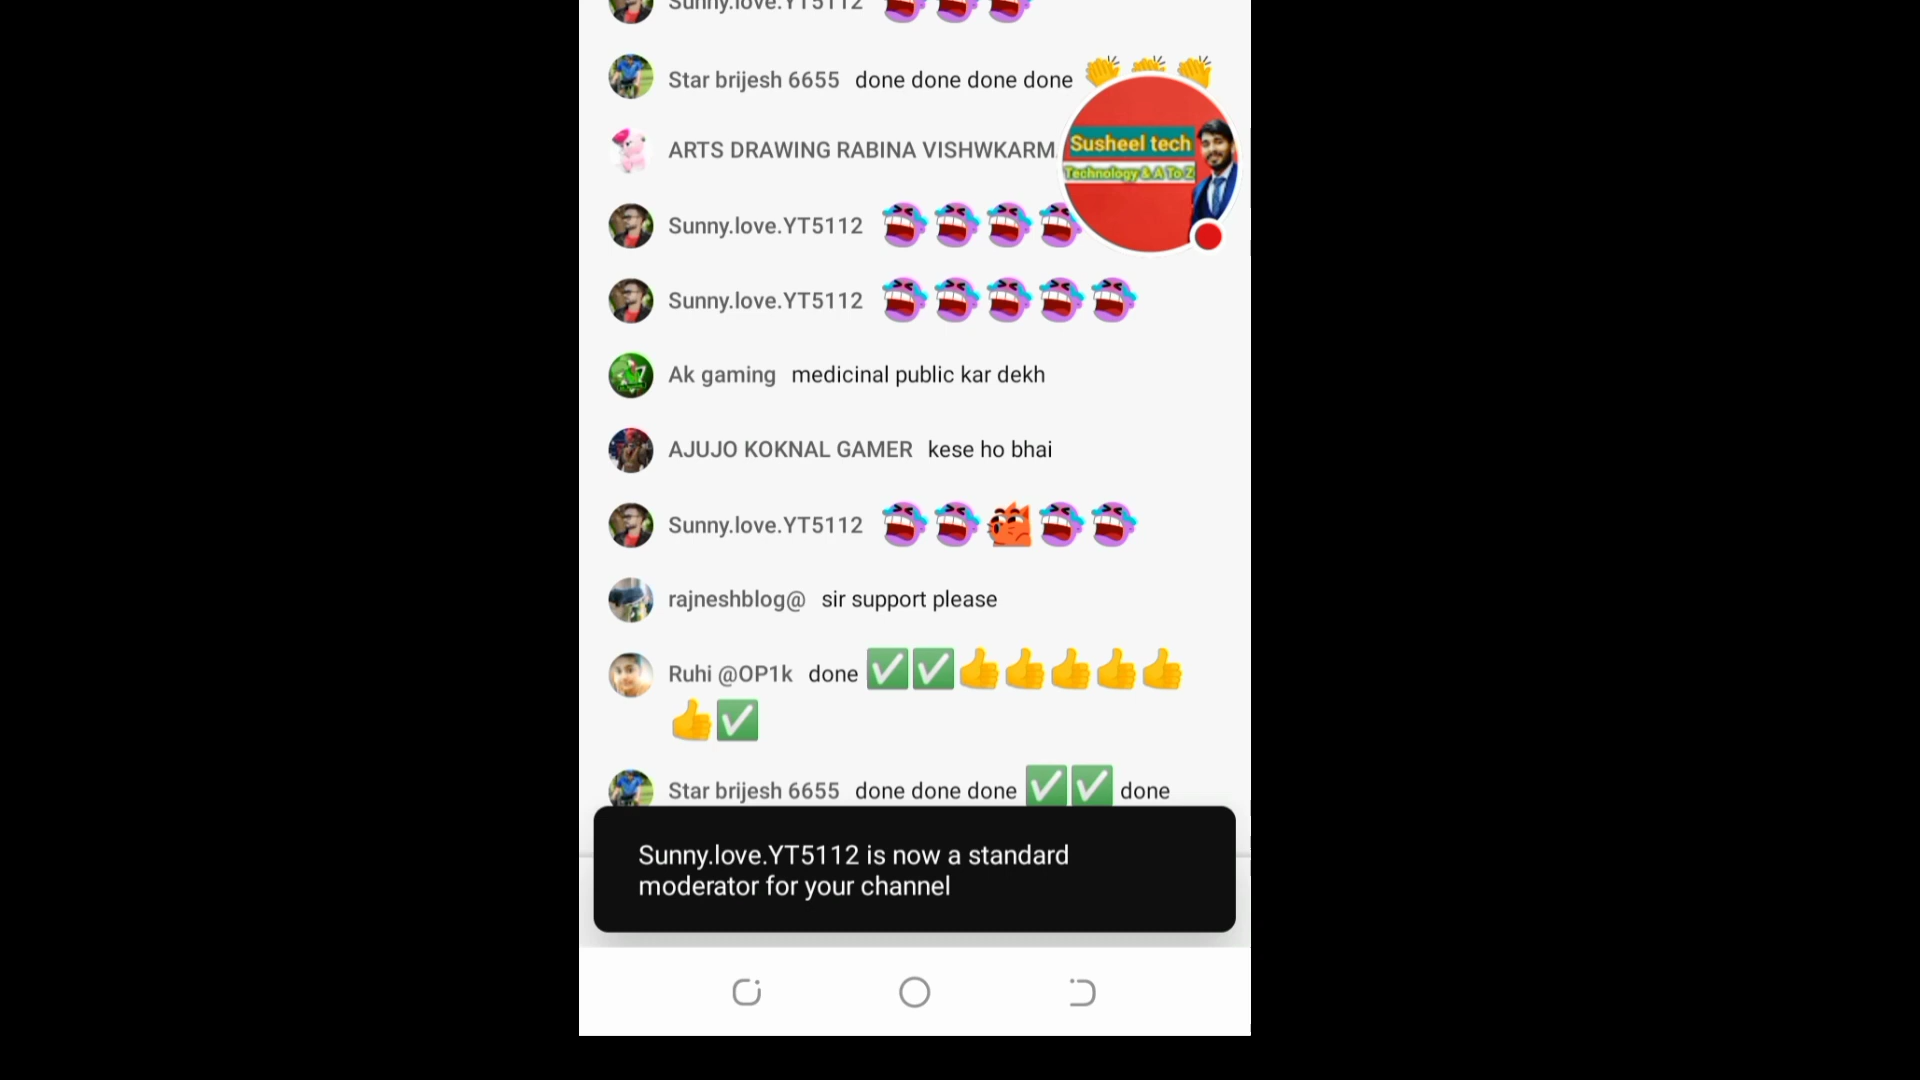 Sunny.love.YT5112
Star brijesh 6655 done done done done 👏👏👏
ARTS DRAWING RABINA VISHWKARM
Susheel tech
Technology & A To Z
Sunny.love.YT5112
Sunny.love.YT5112
Ak gaming medicinal public kar dekh
AJUJO KOKNAL GAMER kese ho bhai
Sunny.love.YT5112
rajneshblog@ sir support please
Ruhi @OP1k done ✅✅👍👍👍👍👍
👍✅
Star brijesh 6655 done done done ✅✅ done
Sunny.love.YT5112 is now a standard
moderator for your channel